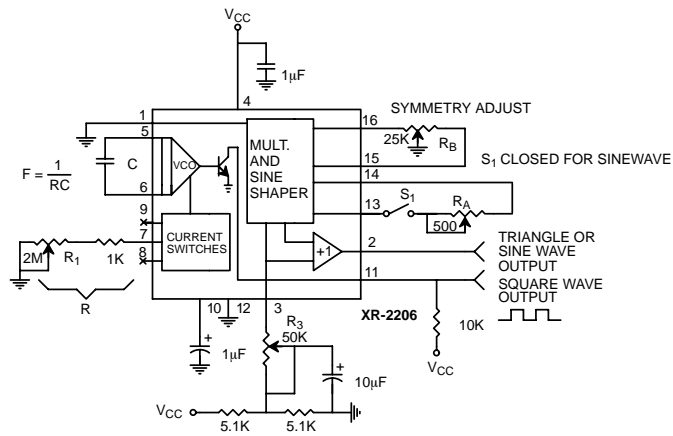 VCC
1µF
4
1
16
SYMMETRY ADJUST
5
25K
RB
MULT.
AND
SINE
SHAPER
15
S1 CLOSED FOR SINEWAVE
F = 1
RC
C
VCO
14
6
13
S1
RA
500
9
7
8
CURRENT
SWITCHES
2M
R1
1K
R
+1
2
TRIANGLE OR
SINE WAVE
OUTPUT
11
SQUARE WAVE
OUTPUT
10
12
3
XR-2206
+
1µF
R3
50K
10K
+
10µF
VCC
VCC
5.1K
5.1K